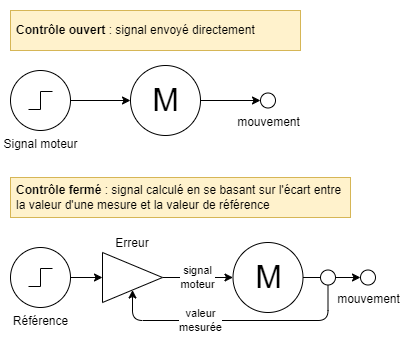 Contrôle ouvert : signal envoyé directement
M
mouvement
Signal moteur
Contrôle fermé : signal calculé en se basant sur l'écart entre
la valeur d'une mesure et la valeur de référence
Erreur
signal
moteur
M
mouvement
Référence
valeur
mesurée